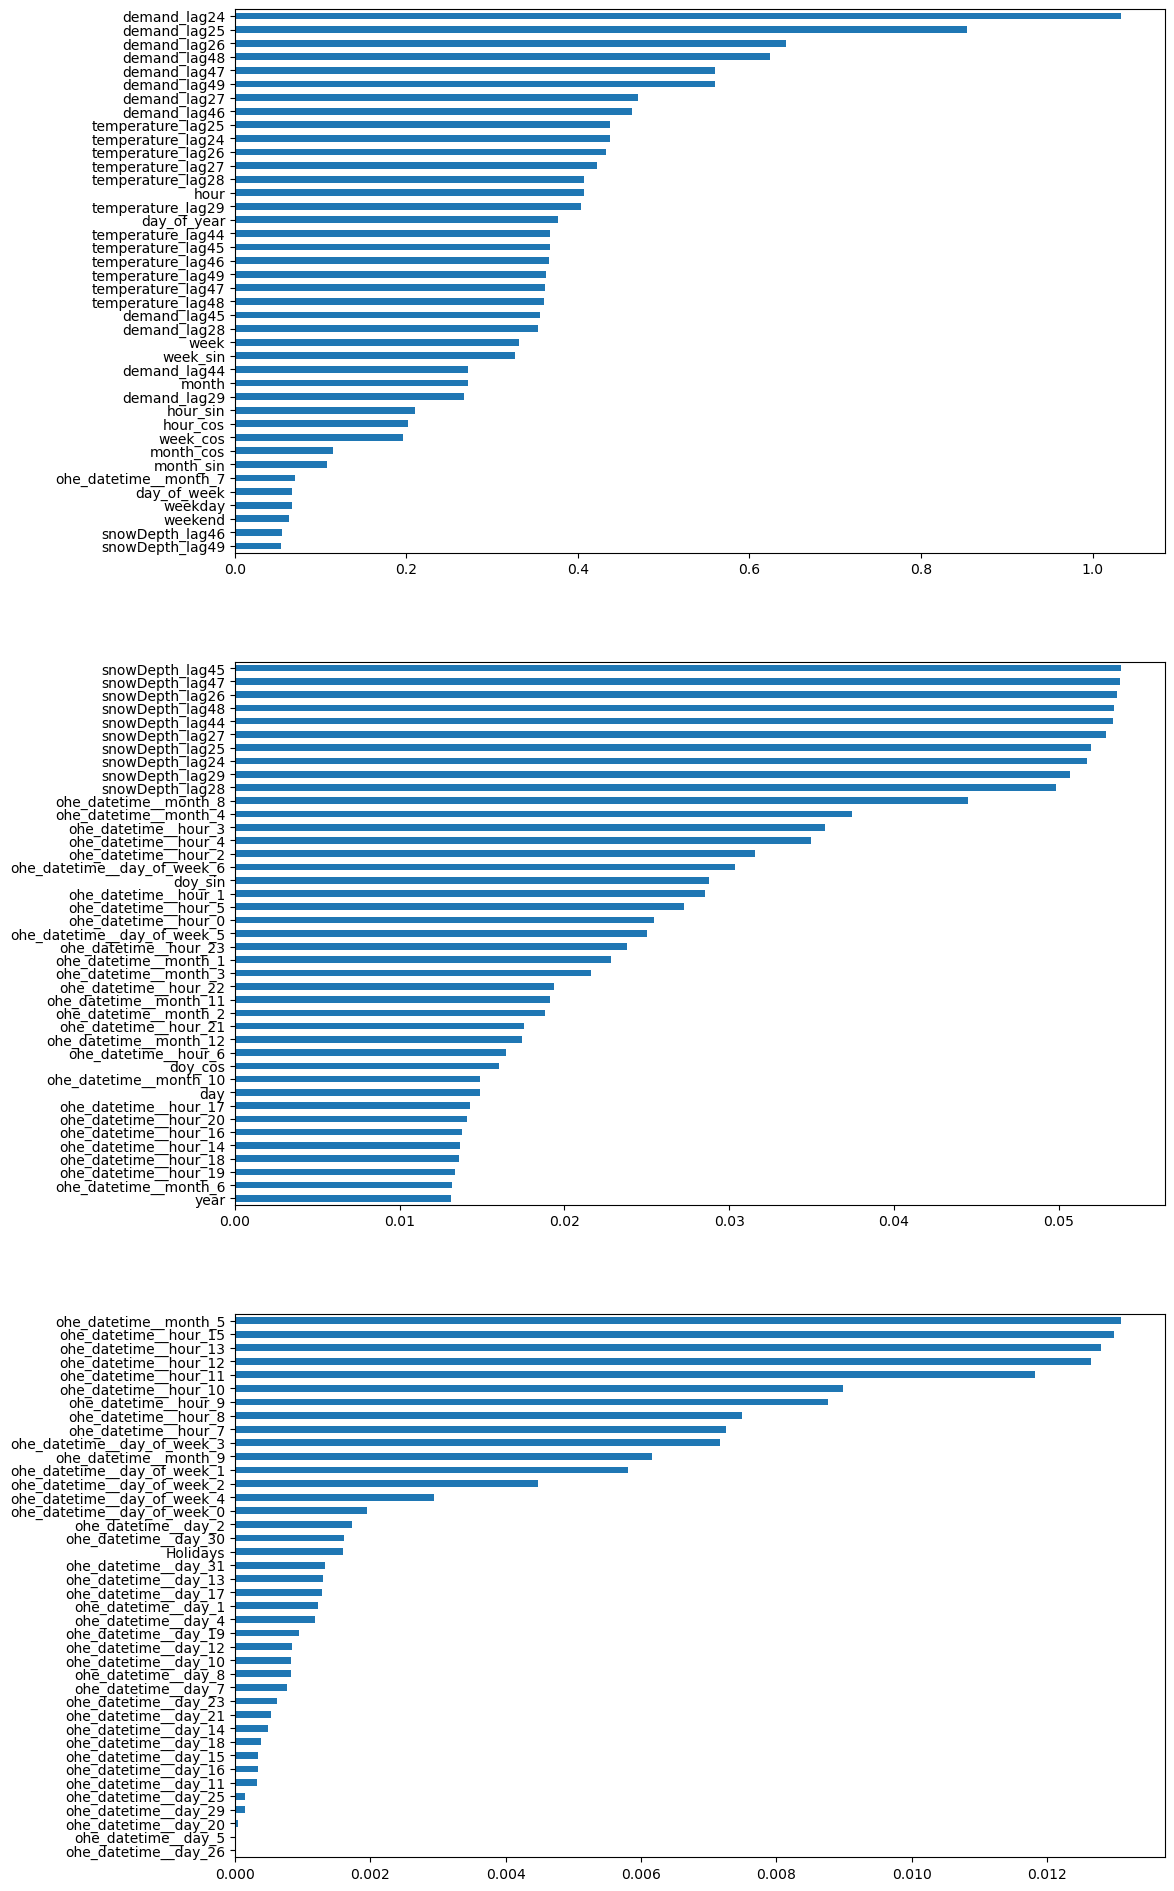 demand_lag24
demand_lag25
demand_lag26
demand_lag48
demand_lag47
demand_lag49
demand_lag27
demand_lag46
temperature_lag25
temperature_lag24
temperature_lag26
temperature_lag27
temperature_lag28
hour
temperature_lag29
day_of_year
temperature_lag44
temperature_lag45
temperature_lag46
temperature_lag49
temperature_lag47
temperature_lag48
demand_lag45
demand_lag28
week
week_sin
demand_lag44
month
demand_lag29
hour_sin
hour_cos
week_cos
month_cos
month_sin
ohe_datetime__month_7
day_of_week
weekday
weekend
snowDepth_lag46
snowDepth_lag49
0.0 0.2 0.4 0.6 0.8 1.0
snowDepth_lag45
snowDepth_lag47
snowDepth_lag26
snowDepth_lag48
snowDepth_lag44
snowDepth_lag27
snowDepth_lag25
snowDepth_lag24
snowDepth_lag29
snowDepth_lag28
ohe_datetime__month_8
ohe_datetime__month_4
ohe_datetime__hour_3
ohe_datetime__hour_4
ohe_datetime__hour_2
ohe_datetime__day_of_week_6
doy_sin
ohe_datetime__hour_1
ohe_datetime__hour_5
ohe_datetime__hour_0
ohe_datetime__day_of_week_5
ohe_datetime__hour_23
ohe_datetime__month_1
ohe_datetime__month_3
ohe_datetime__hour_22
ohe_datetime__month_11
ohe_datetime__month_2
ohe_datetime__hour_21
ohe_datetime__month_12
ohe_datetime__hour_6
doy_cos
ohe_datetime__month_10
day
ohe_datetime__hour_17
ohe_datetime__hour_20
ohe_datetime__hour_16
ohe_datetime__hour_14
ohe_datetime__hour_18
ohe_datetime__hour_19
ohe_datetime__month_6
year
0.00 0.01 0.02 0.03 0.04 0.05
ohe_datetime__month_5
ohe_datetime__hour_15
ohe_datetime__hour_13
ohe_datetime__hour_12
ohe_datetime__hour_11
ohe_datetime__hour_10
ohe_datetime__hour_9
ohe_datetime__hour_8
ohe_datetime__hour_7
ohe_datetime__day_of_week_3
ohe_datetime__month_9
ohe_datetime__day_of_week_1
ohe_datetime__day_of_week_2
ohe_datetime__day_of_week_4
ohe_datetime__day_of_week_0
ohe_datetime__day_2
ohe_datetime__day_30
Holidays
ohe_datetime__day_31
ohe_datetime__day_13
ohe_datetime__day_17
ohe_datetime__day_1
ohe_datetime__day_4
ohe_datetime__day_19
ohe_datetime__day_12
ohe_datetime__day_10
ohe_datetime__day_8
ohe_datetime__day_7
ohe_datetime__day_23
ohe_datetime__day_21
ohe_datetime__day_14
ohe_datetime__day_18
ohe_datetime__day_15
ohe_datetime__day_16
ohe_datetime__day_11
ohe_datetime__day_25
ohe_datetime__day_29
ohe_datetime__day_20
ohe_datetime__day_5
ohe_datetime__day_26
0.000 0.002 0.004 0.006 0.008 0.010 0.012